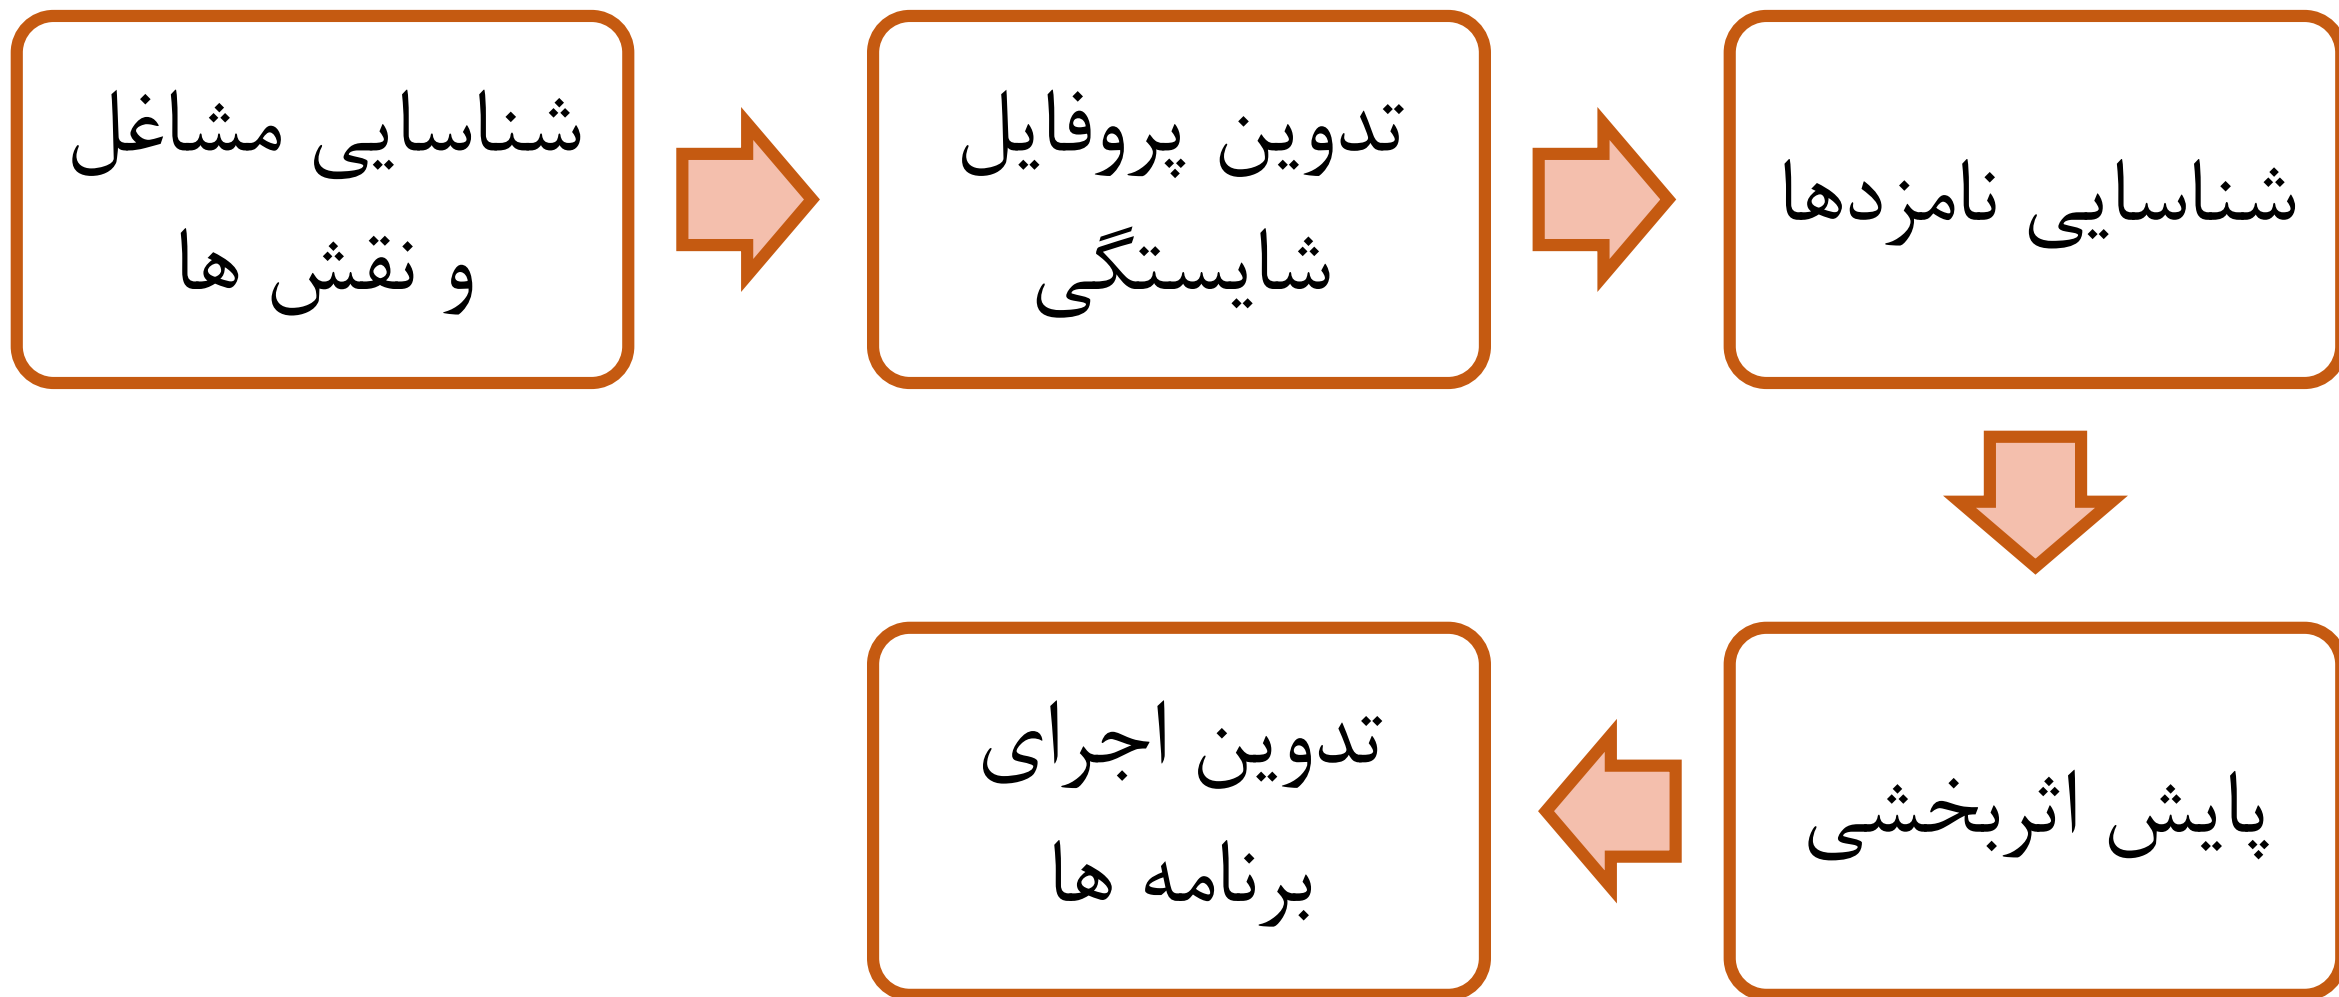 شناسایی مشاغل
و نقش ها
تدوین پروفایل
شایستگی
شناسایی نامزدها
پایش اثربخشی
تدوین اجرای
برنامه ها